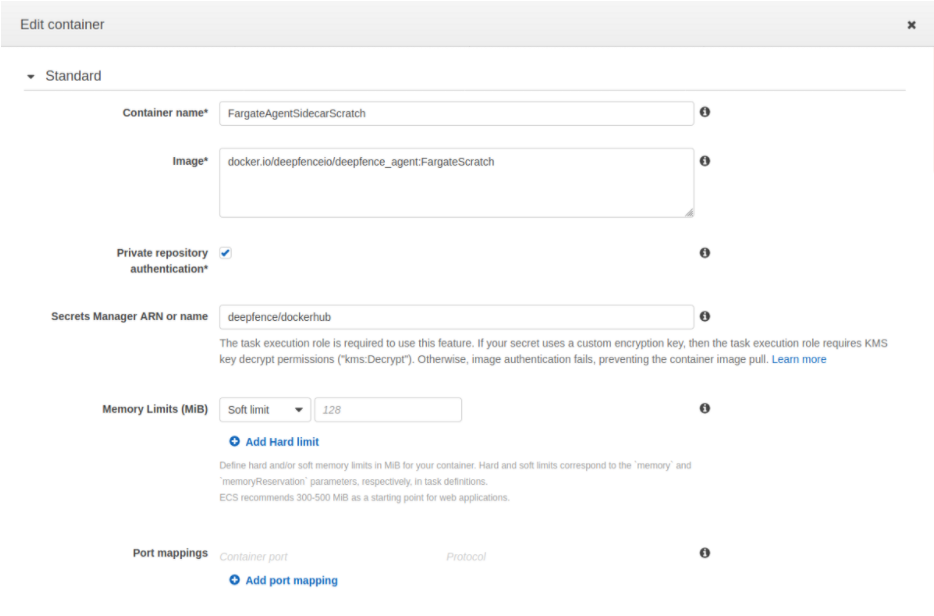 Edit container
Standard
Container name*
FargateAgentSidecarScratch
Image*
docker.io/deepfenceio/deepfence_agent:FargateScratch
Private repository
authentication*
Secrets Manager ARN or name
deepfence/dockerhub
The task execution role is required to use this feature. If your secret uses a custom encryption key, then the task execution role requires KMS
key decrypt permissions ("kms:Decrypt"). Otherwise, image authentication fails, preventing the container image pull. Learn more
Memory Limits (MiB)
Soft limit
128
Add Hard limit
Define hard and/or soft memory limits in MiB for your container. Hard and soft limits correspond to the `memory` and
`memoryReservation` parameters, respectively, in task definitions.
ECS recommends 300-500 MiB as a starting point for web applications.
Port mappings
Container port
Protocol
Add port mapping